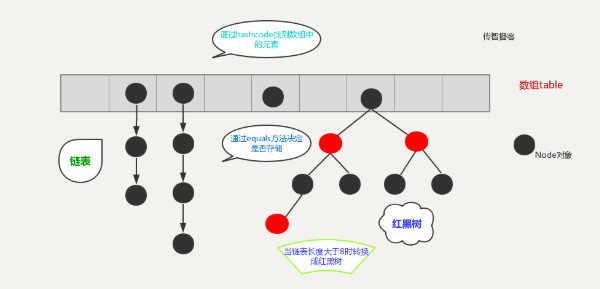 通过hashcode找到数组中
的元素
传智播客
数组table
通过equals方法决定
是否存储
链表
Node对象
红黑树
当链表长度大于8时转换
成红黑树